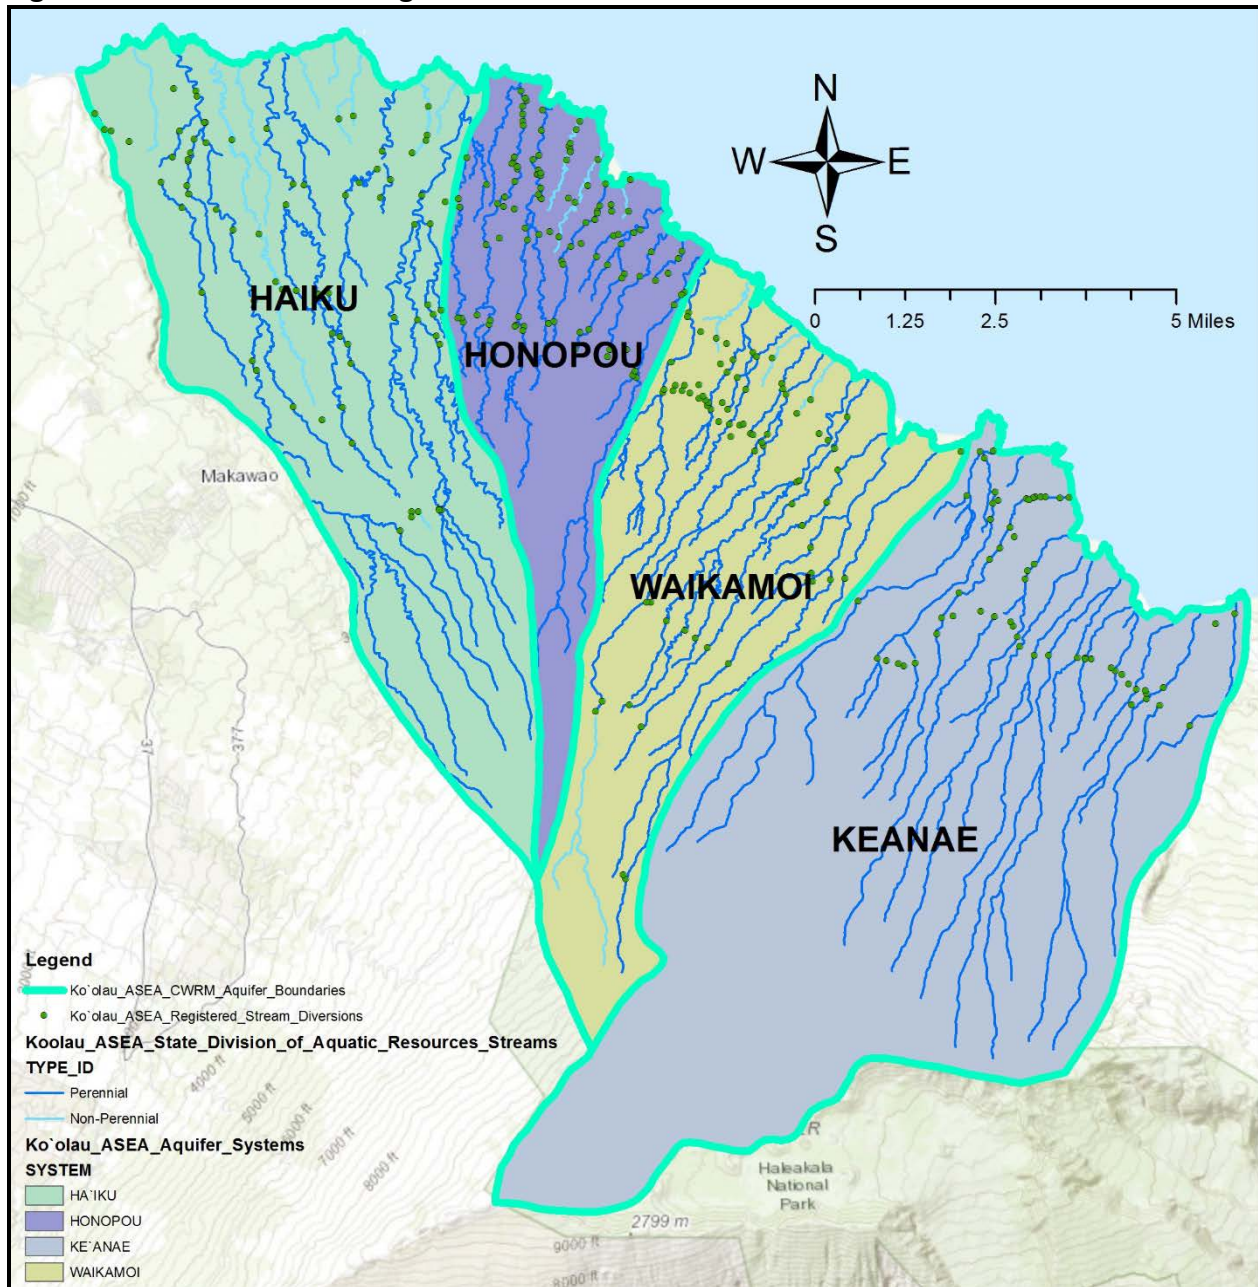 N
W E
S
0 1.25 2.5 5 Miles
HAIKU
HONOPOU
WAIKAMOI
KEANAE
Makawao
37
377
Legend
Ko`olau_ASEA_CWRM_Aquifer_Boundaries
Ko`olau_ASEA_Registered_Stream_Diversions
Koolau_ASEA_State_Division_of_Aquatic_Resources_Streams
TYPE_ID
Perennial
Non-Perennial
Ko`olau_ASEA_Aquifer_Systems
SYSTEM
HA`IKU
HONOPOU
KE`ANAE
WAIKAMOI
4000 ft
5000 ft
7000 ft
8000 ft
Haleakala
National
Park
2799 m
9000 ft
8000 ft